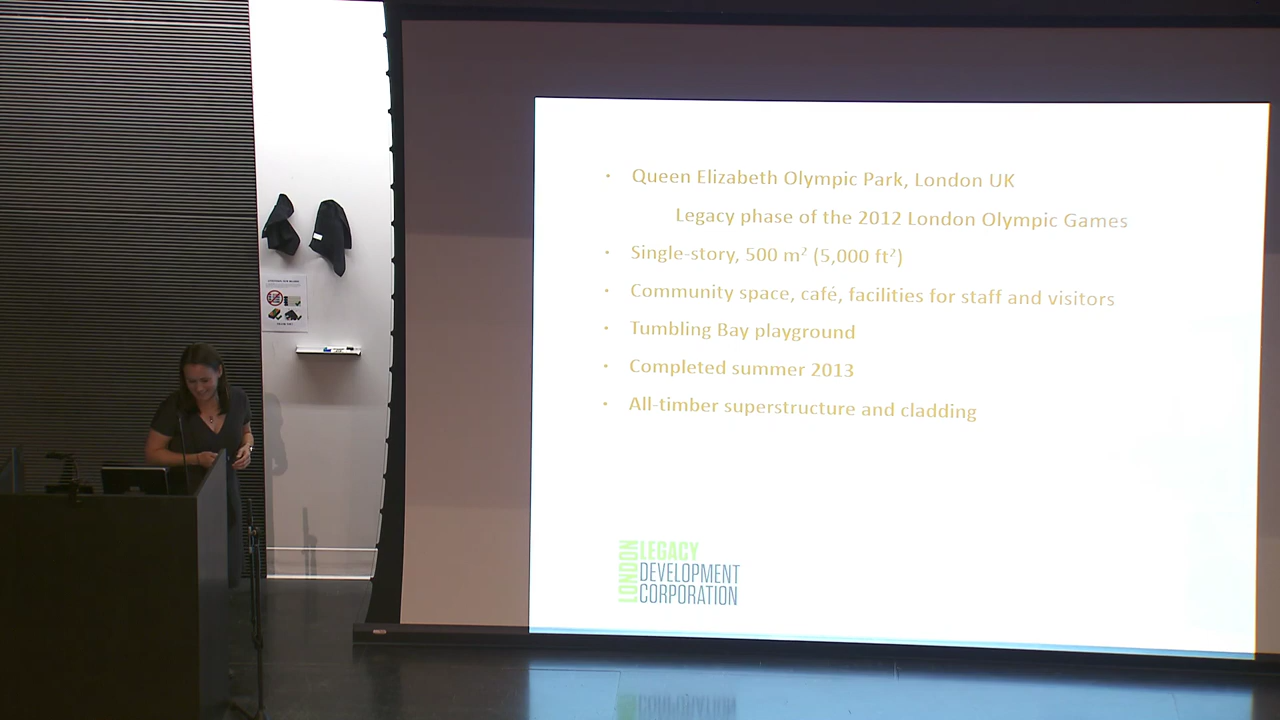 • Queen Elizabeth Olympic Park, London UK
Legacy phase of the 2012 London Olympic Games
• Single-story, 500 m² (5,000 ft²)
• Community space, café, facilities for staff and visitors
• Tumbling Bay playground
• Completed summer 2013
• All-timber superstructure and cladding
LONDON
LEGACY
DEVELOPMENT
CORPORATION